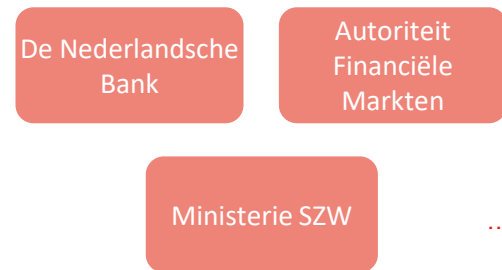 De Nederlandsche
Bank
Autoriteit
Financiële
Markten
Ministerie SZW
...